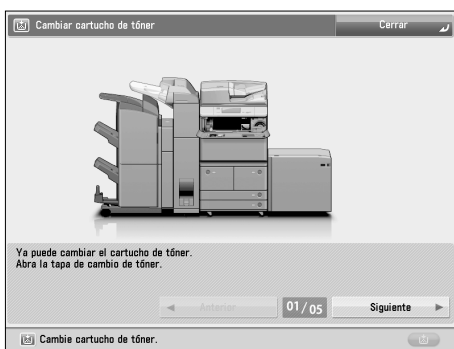 Cambiar cartucho de tóner
Cerrar
Ya puede cambiar el cartucho de tóner.
Abra la tapa de cambio de tóner.
Anterior
01/05
Siguiente
Cambie cartucho de tóner.